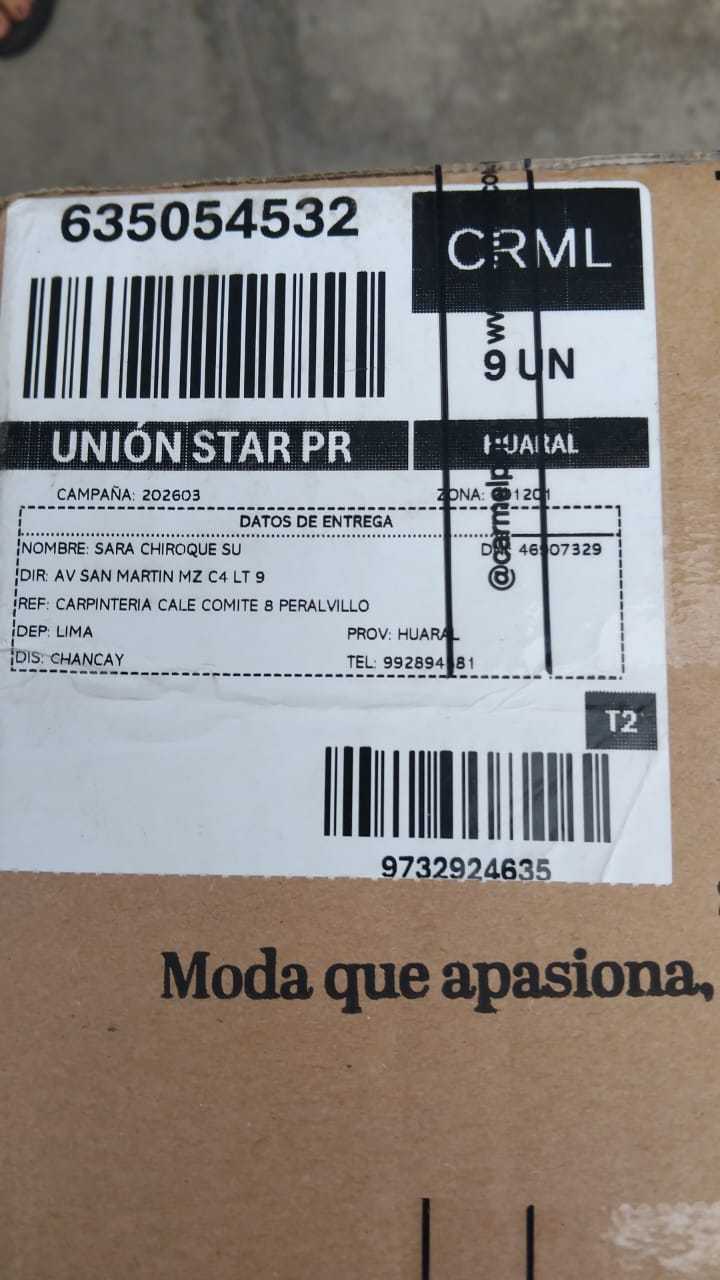 635054532
CRML
9 UN
UNIÓN STAR PR
HUARAL
CAMPAÑA: 202603
ZONA:
DATOS DE ENTREGA
NOMBRE: SARA CHIROQUE SU
DIR: AV SAN MARTIN MZ C4 LT 9
REF: CARPINTERIA CALE COMITE 8 PERALVILLO
DEP: LIMA
PROV: HUARAL
DIS: CHANCAY
TEL:
T2
9732924635
Moda que apasiona,